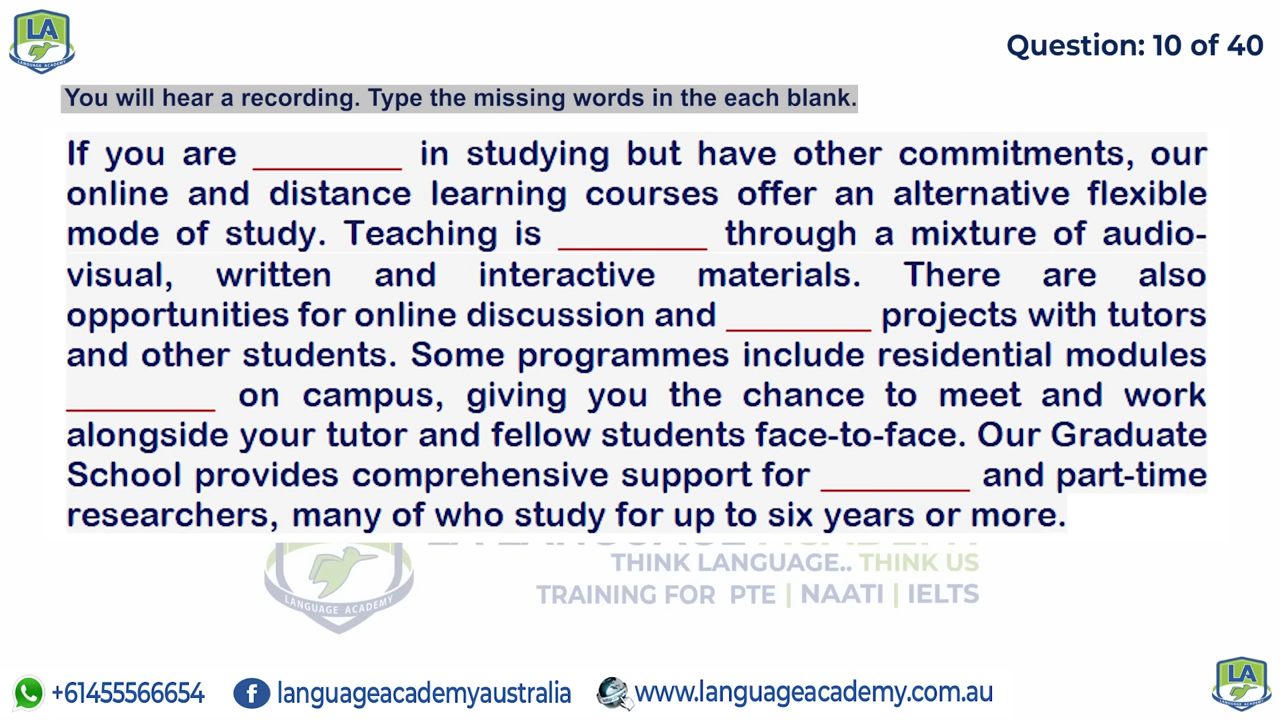 LA
LANGUAGE ACADEMY
Question: 10 of 40
You will hear a recording. Type the missing words in the each blank.
If you are ________ in studying but have other commitments, our
online and distance learning courses offer an alternative flexible
mode of study. Teaching is ________ through a mixture of audio-
visual, written and interactive materials. There are also
opportunities for online discussion and ________ projects with tutors
and other students. Some programmes include residential modules
________ on campus, giving you the chance to meet and work
alongside your tutor and fellow students face-to-face. Our Graduate
School provides comprehensive support for ________ and part-time
researchers, many of who study for up to six years or more.
LA LANGUAGE ACADEMY
THINK LANGUAGE.. THINK US
LANGUAGE ACADEMY
TRAINING FOR PTE | NAATI | IELTS
+61455566654
languageacademyaustralia
www.languageacademy.com.au
LA